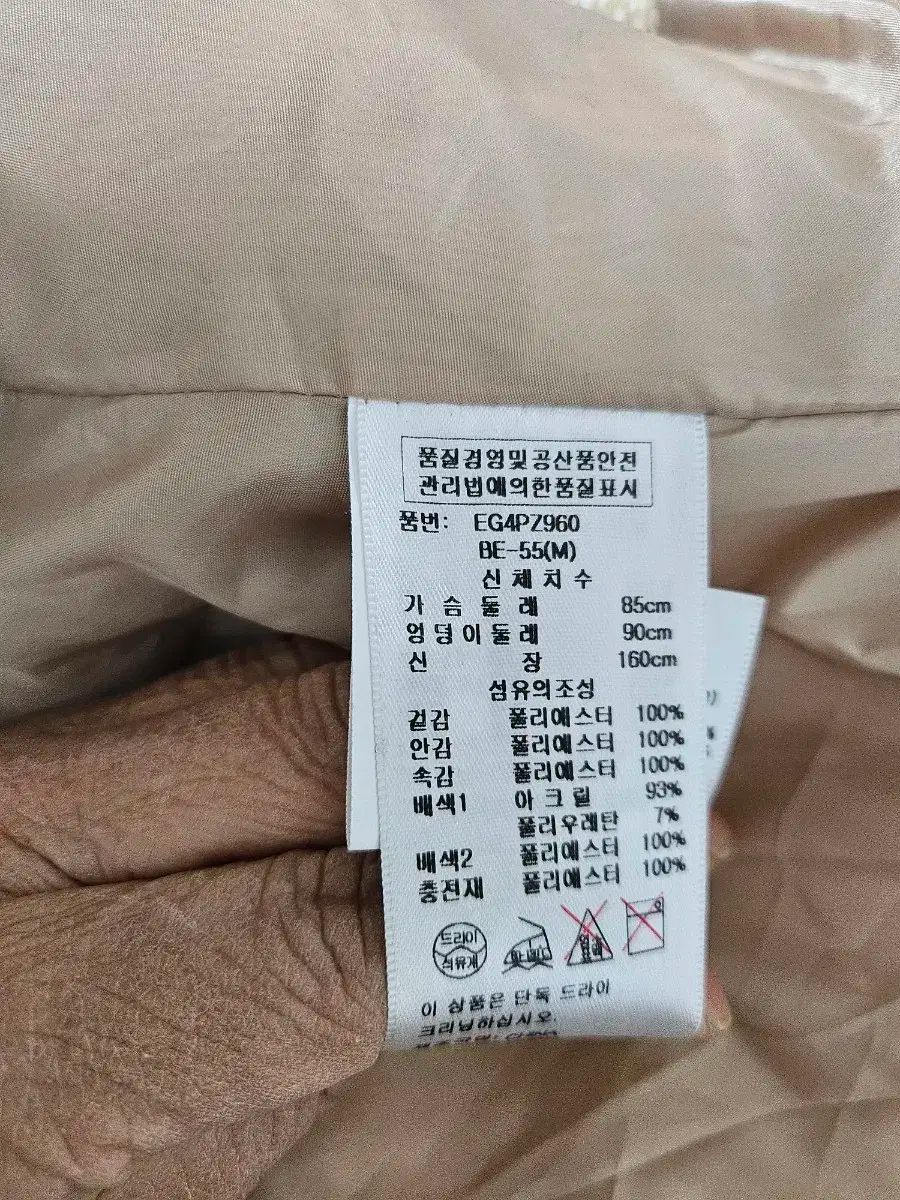 품질경영및공산품안전
관리법에의한품질표시
품번: EG4PZ960
BE-55(M)
신체치수
가슴둘레 85cm
엉덩이둘레 90cm
신장 160cm
섬유의조성
겉감 폴리에스터 100%
안감 폴리에스터 100%
속감 폴리에스터 100%
배색1 아크릴 93%
폴리우레탄 7%
배색2 폴리에스터 100%
충전재 폴리에스터 100%
드라이
석유계
이 상품은 단독 드라이
크리닝하십시오.